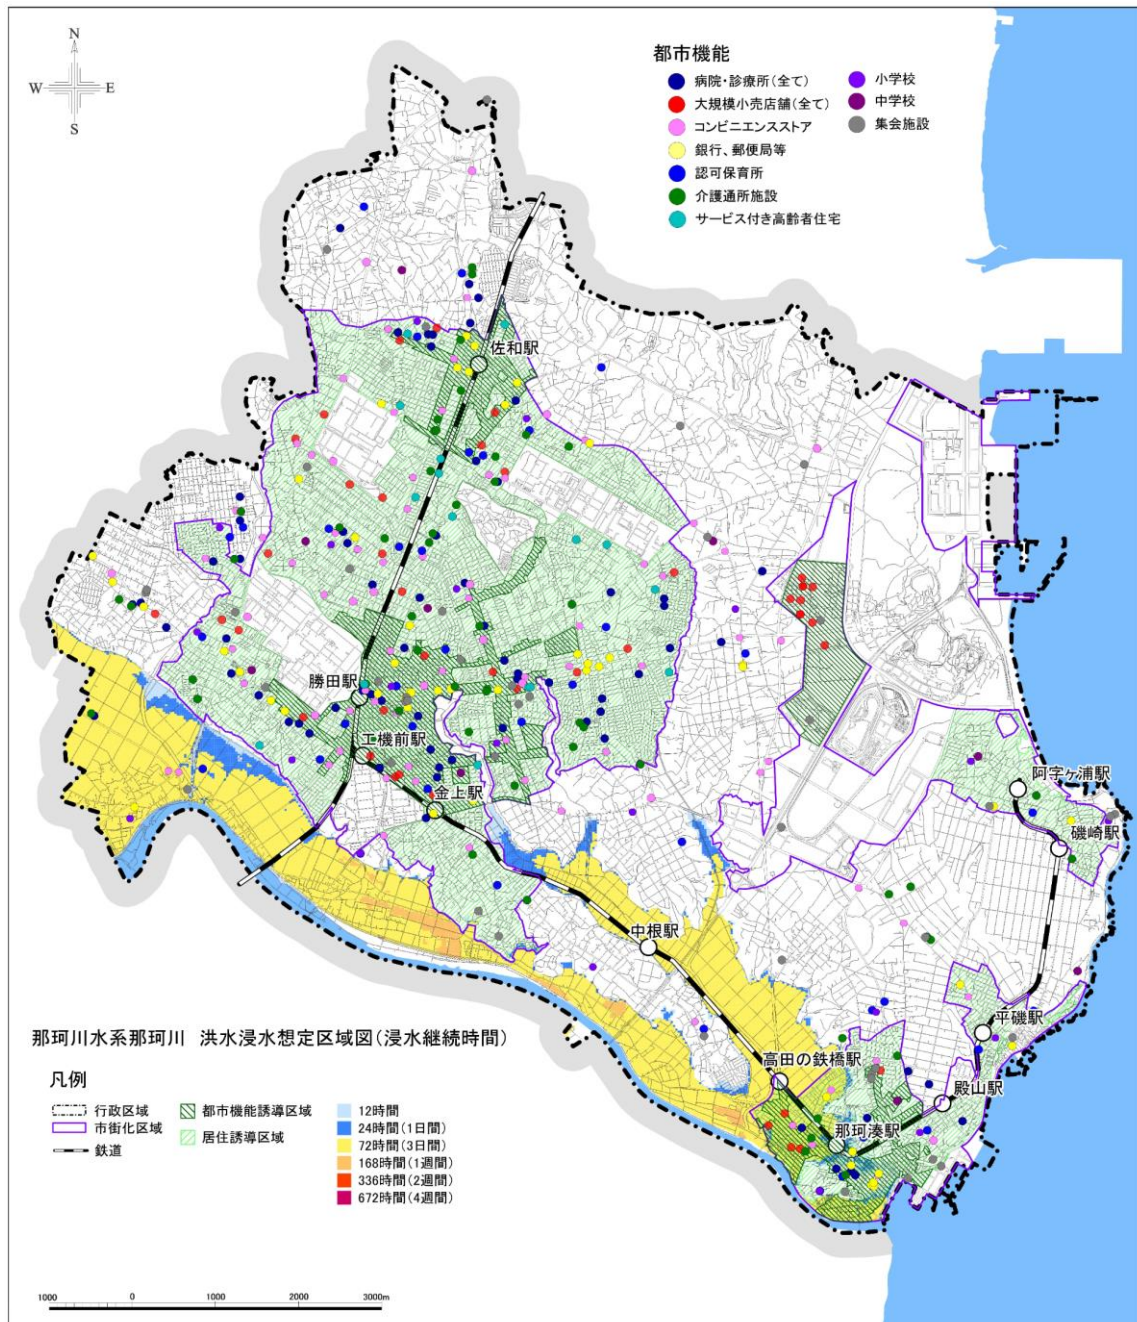 N
W E
S
都市機能
病院・診療所(全て)
大規模小売店舗(全て)
コンビニエンスストア
銀行、郵便局等
認可保育所
介護通所施設
サービス付き高齢者住宅
小学校
中学校
集会施設
佐和駅
勝田駅
工機前駅
金上駅
阿字ヶ浦駅
磯崎駅
中根駅
平磯駅
高田の鉄橋駅
殿山駅
那珂湊駅
那珂川水系那珂川 洪水浸水想定区域図(浸水継続時間)
凡例
行政区域
市街化区域
鉄道
都市機能誘導区域
居住誘導区域
12時間
24時間(1日間)
72時間(3日間)
168時間(1週間)
336時間(2週間)
672時間(4週間)
1000 0 1000 2000 3000m